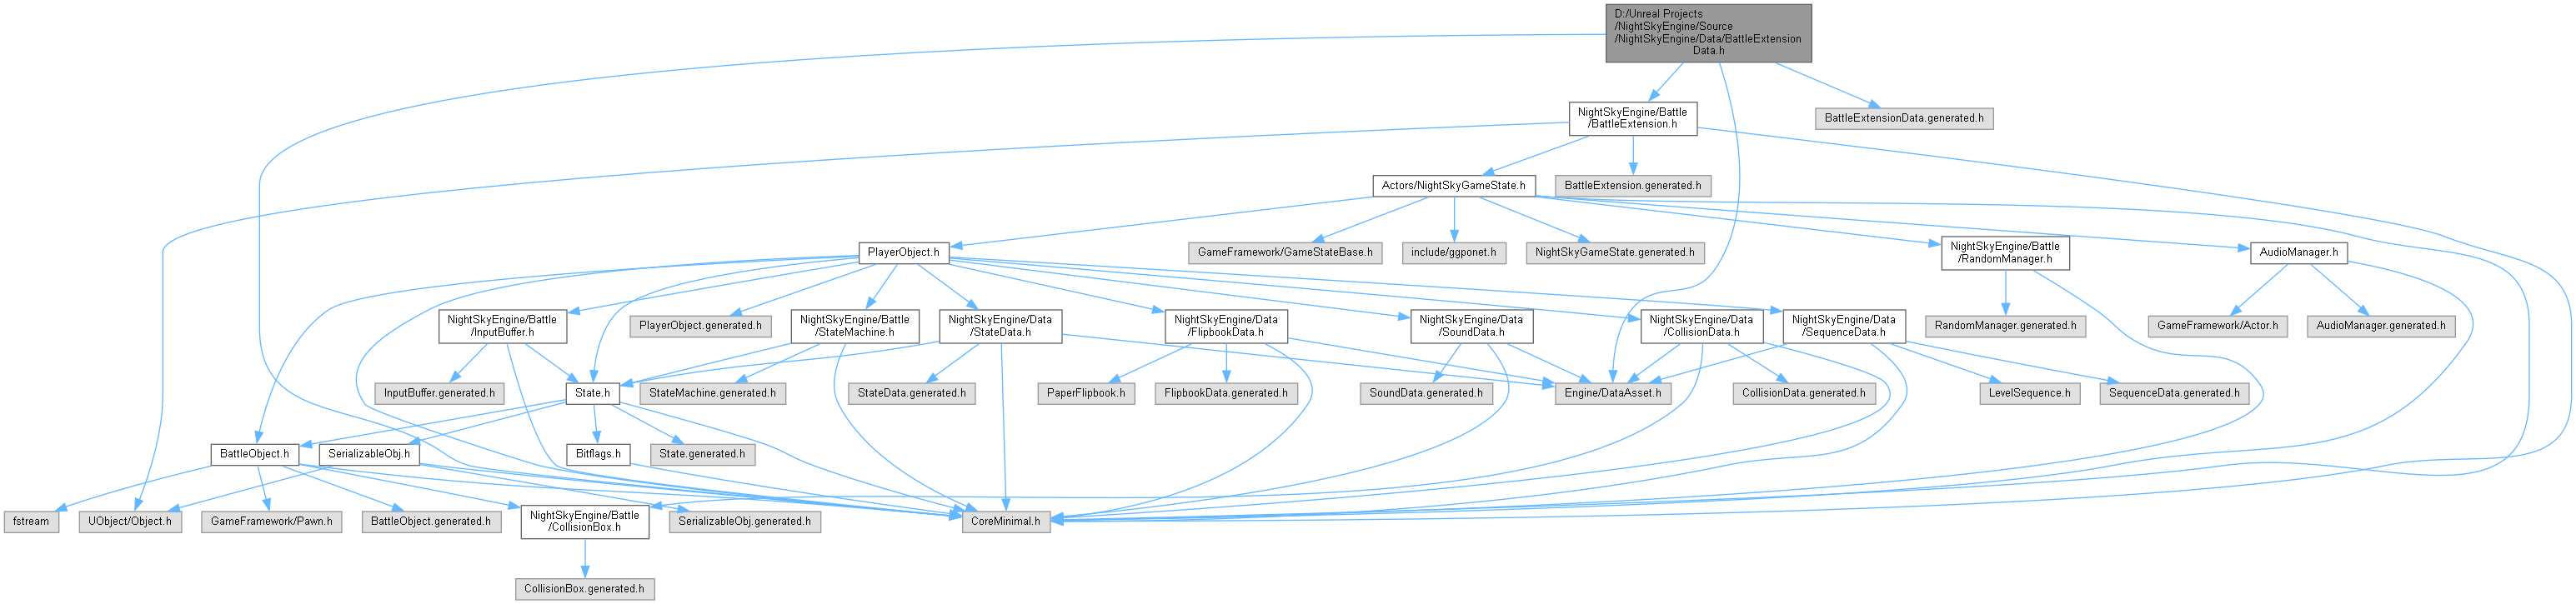 D:/Unreal Projects
/NightSkyEngine/Source
/NightSkyEngine/Data/BattleExtension
Data.h
NightSkyEngine/Battle
/BattleExtension.h
BattleExtensionData.generated.h
Actors/NightSkyGameState.h
BattleExtension.generated.h
PlayerObject.h
GameFramework/GameStateBase.h
include/ggponet.h
NightSkyGameState.generated.h
NightSkyEngine/Battle
/RandomManager.h
AudioManager.h
NightSkyEngine/Battle
/InputBuffer.h
PlayerObject.generated.h
NightSkyEngine/Battle
/StateMachine.h
NightSkyEngine/Data
/StateData.h
NightSkyEngine/Data
/FlipbookData.h
NightSkyEngine/Data
/SoundData.h
NightSkyEngine/Data
/CollisionData.h
NightSkyEngine/Data
/SequenceData.h
RandomManager.generated.h
GameFramework/Actor.h
AudioManager.generated.h
InputBuffer.generated.h
State.h
StateMachine.generated.h
StateData.generated.h
PaperFlipbook.h
FlipbookData.generated.h
SoundData.generated.h
Engine/DataAsset.h
CollisionData.generated.h
LevelSequence.h
SequenceData.generated.h
BattleObject.h
SerializableObj.h
Bitflags.h
State.generated.h
fstream
UObject/Object.h
GameFramework/Pawn.h
BattleObject.generated.h
NightSkyEngine/Battle
/CollisionBox.h
SerializableObj.generated.h
CoreMinimal.h
CollisionBox.generated.h